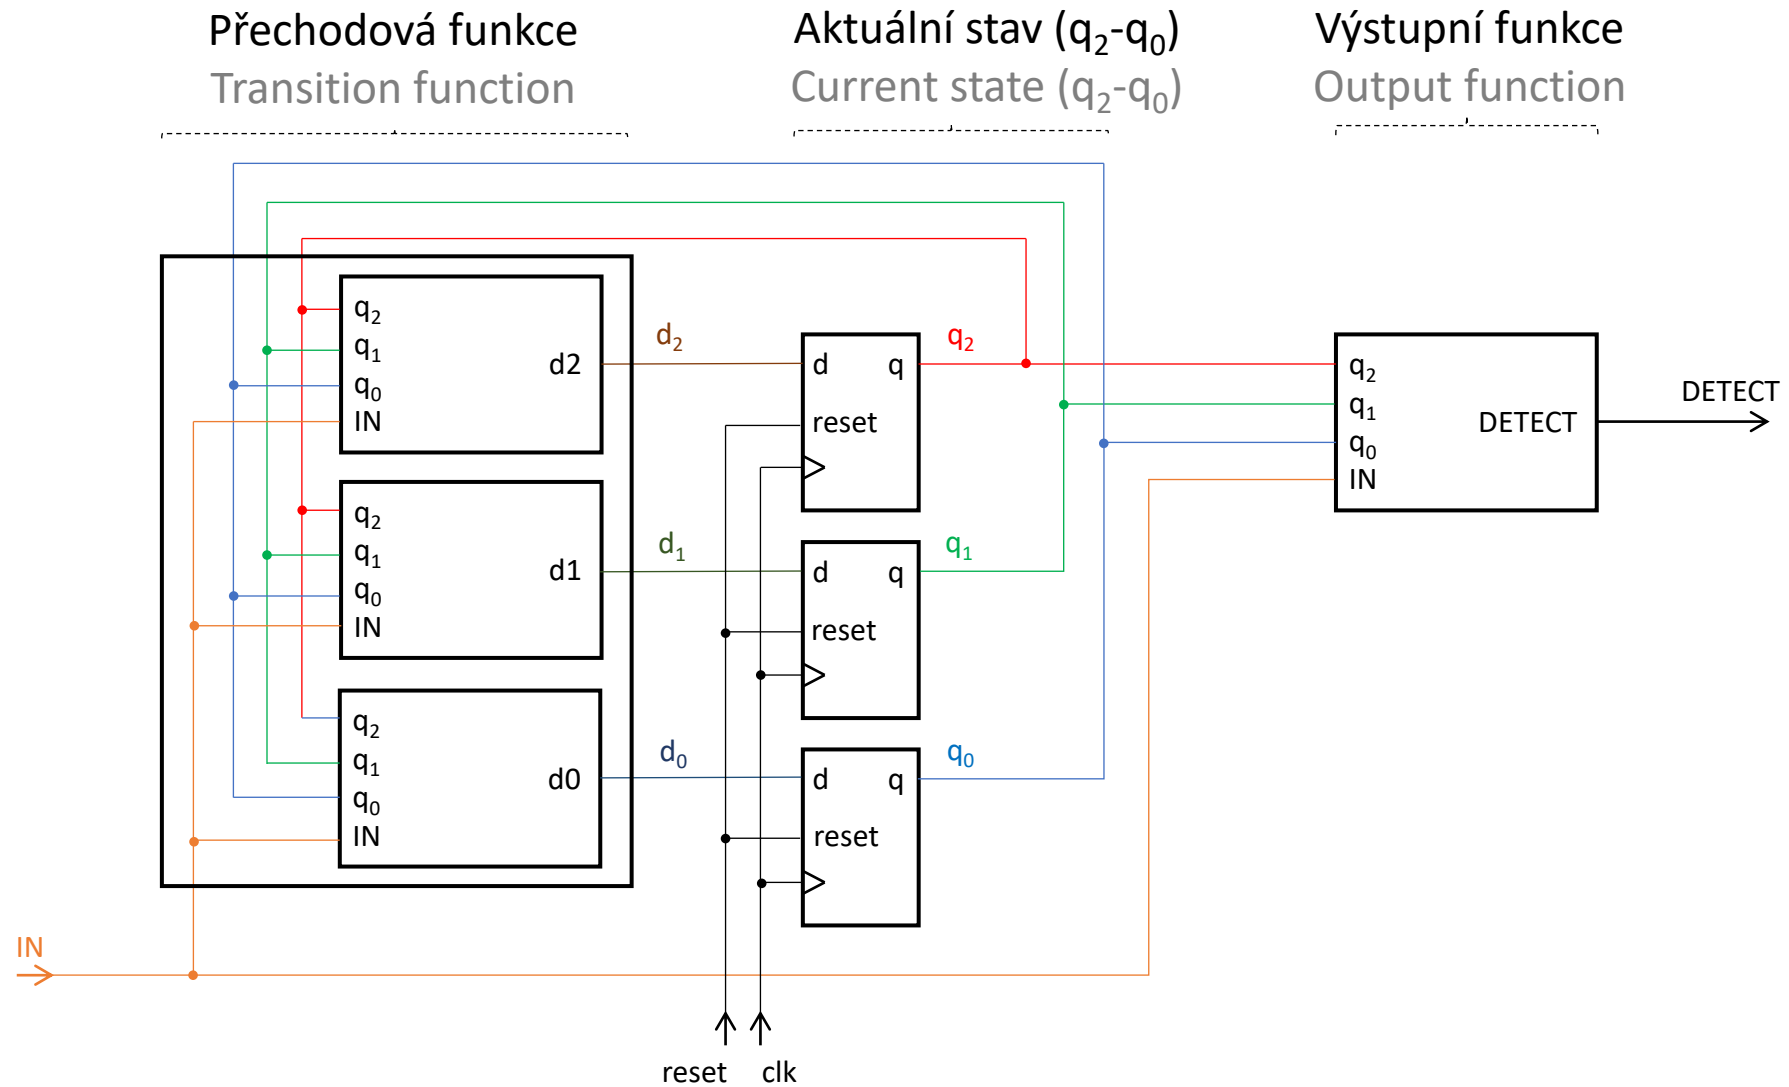 Přechodová funkce
Transition function
Aktuální stav (q2-q0)
Current state (q2-q0)
Výstupní funkce
Output function
q2
q1
q0
IN
d2
q2
q1
q0
IN
d1
q2
q1
q0
IN
d0
d2
d1
d0
d
q
reset
d
q
reset
d
q
reset
q2
q1
q0
q2
q1
q0
IN
DETECT
DETECT
IN
reset
clk